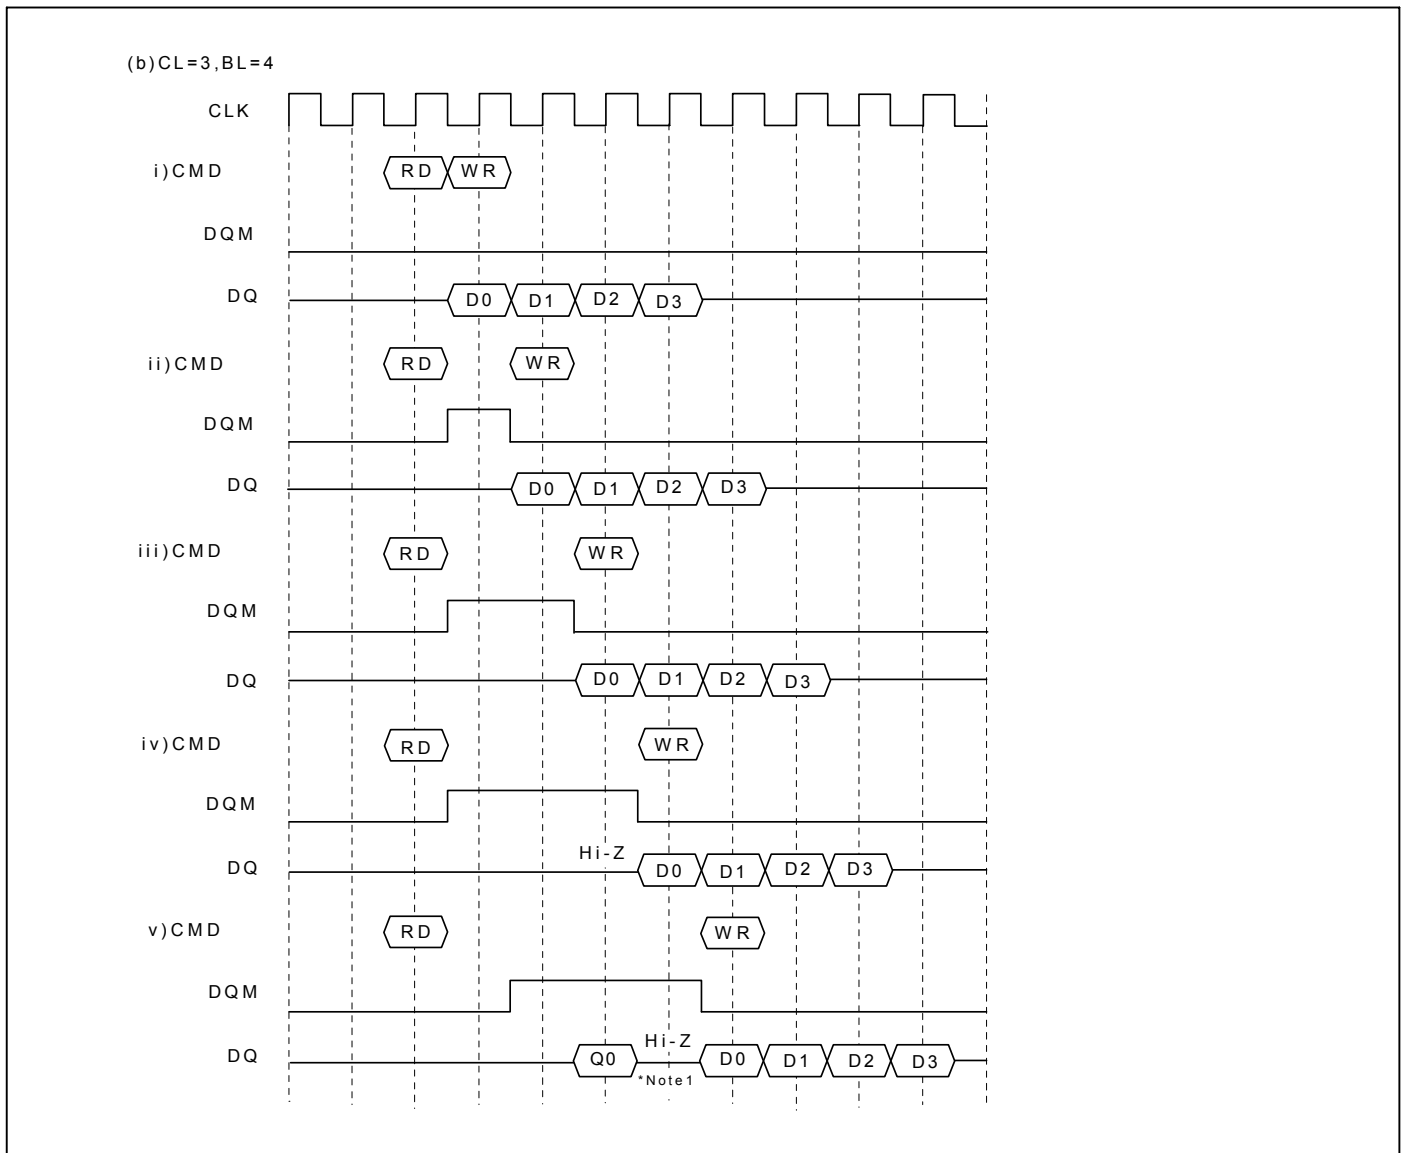 (b)CL=3,BL=4
CLK
i)CMD RD WR
DQM
DQ D0 D1 D2 D3
ii)CMD RD WR
DQM
DQ D0 D1 D2 D3
iii)CMD RD WR
DQM
DQ D0 D1 D2 D3
iv)CMD RD WR
DQM
Hi-Z
DQ D0 D1 D2 D3
v)CMD RD WR
DQM
Hi-Z
DQ Q0 D0 D1 D2 D3
*Note1